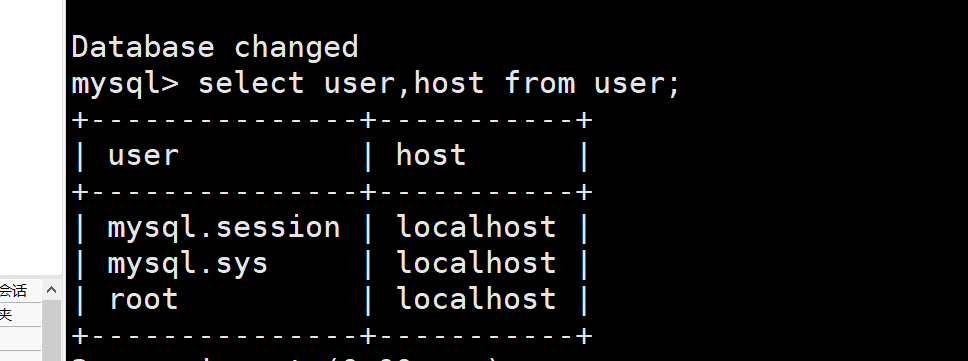 Database changed
mysql> select user,host from user;
+---------------+-----------+
| user          | host      |
+---------------+-----------+
| mysql.session | localhost |
| mysql.sys     | localhost |
| root          | localhost |
+---------------+-----------+
会话
夹